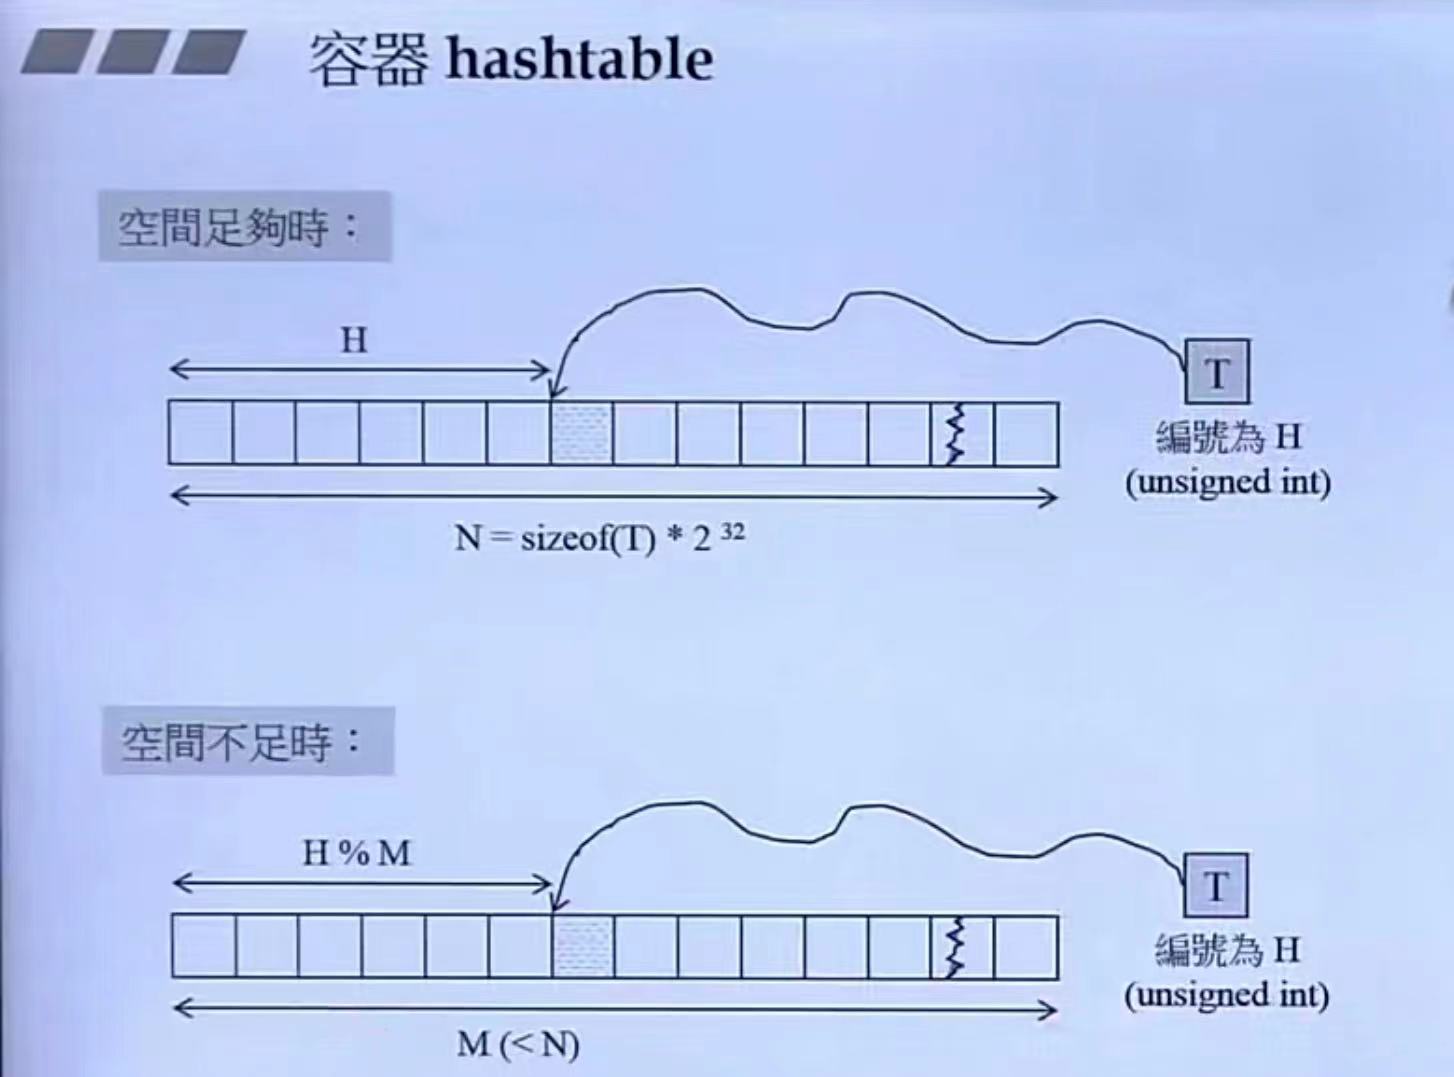 容器 hashtable
空間足夠時：
H
T
編號為 H
(unsigned int)
N = sizeof(T) * 2 ³²
空間不足時：
H % M
T
編號為 H
(unsigned int)
M (< N)